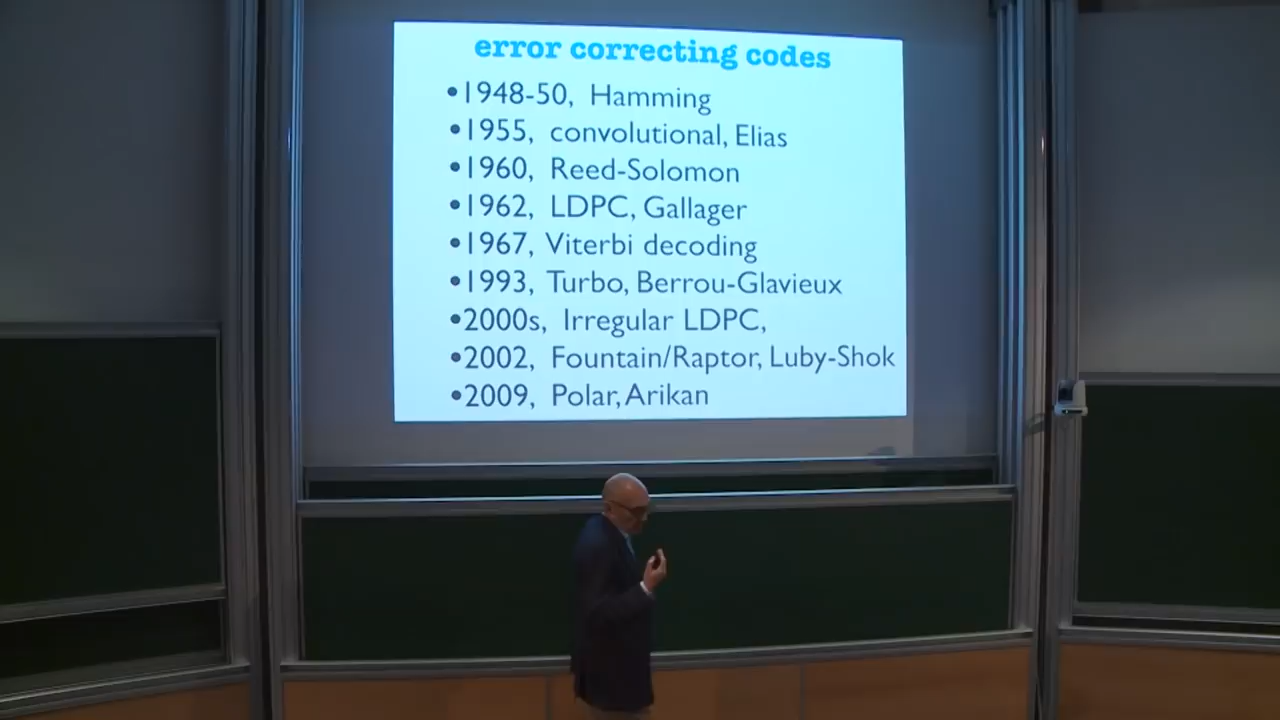 error correcting codes
•1948-50, Hamming
•1955, convolutional, Elias
•1960, Reed-Solomon
•1962, LDPC, Gallager
•1967, Viterbi decoding
•1993, Turbo, Berrou-Glavieux
•2000s, Irregular LDPC,
•2002, Fountain/Raptor, Luby-Shok
•2009, Polar, Arikan